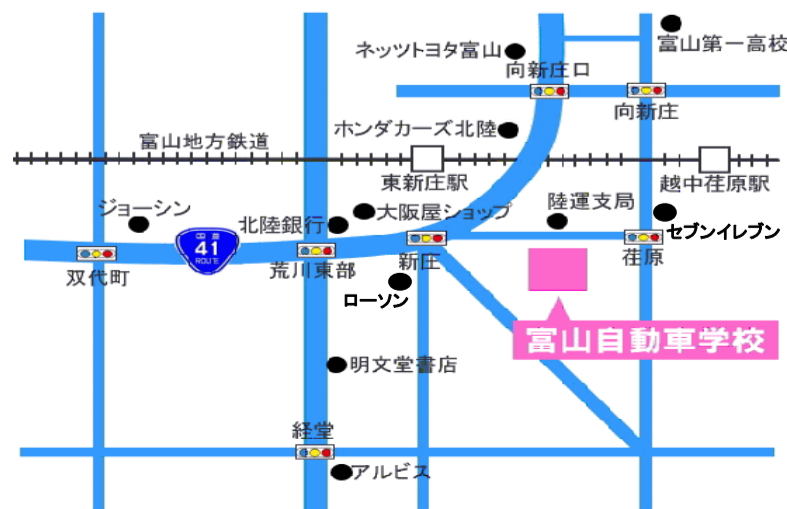 富山第一高校
ネッツトヨタ富山
向新庄口
向新庄
ホンダカーズ北陸
富山地方鉄道
東新庄駅
越中荏原駅
ジョーシン
北陸銀行
大阪屋ショップ
陸運支局
セブンイレブン
国道
41
ROUTE
双代町
荒川東部
新庄
荏原
ローソン
富山自動車学校
明文堂書店
経堂
アルビス